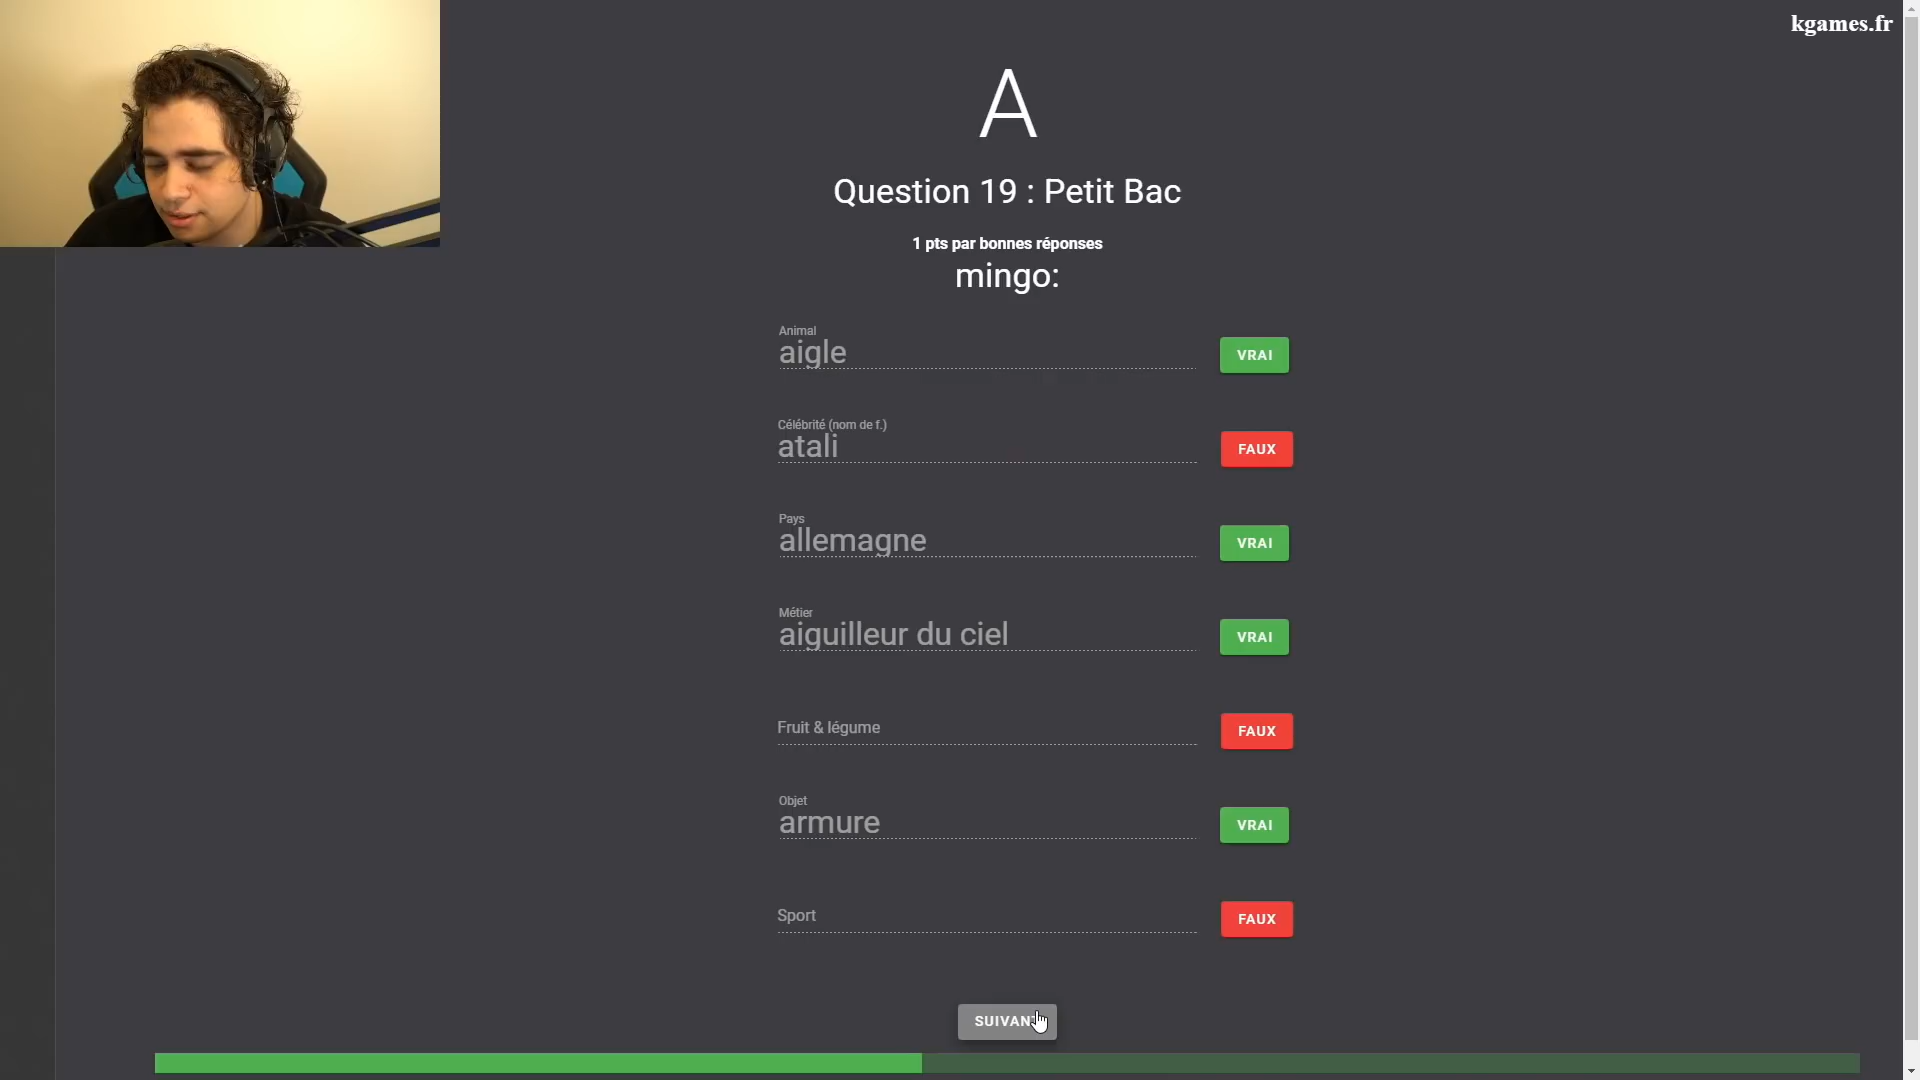 kgames.fr
A
Question 19 : Petit Bac
1 pts par bonnes réponses
mingo:
Animal
aigle
VRAI
Célébrité (nom de f.)
atali
FAUX
Pays
allemagne
VRAI
Métier
aiguilleur du ciel
VRAI
Fruit & légume
FAUX
Objet
armure
VRAI
Sport
FAUX
SUIVANT